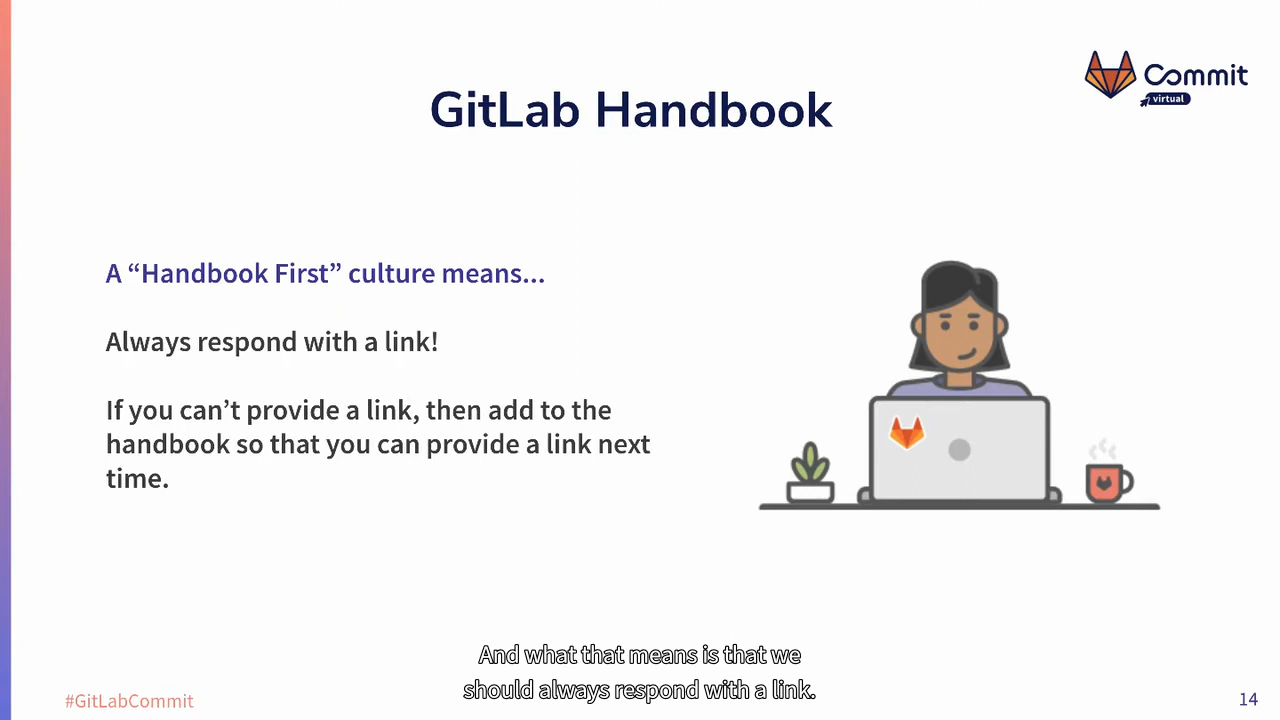 Commit
virtual
GitLab Handbook
A “Handbook First” culture means...
Always respond with a link!
If you can’t provide a link, then add to the
handbook so that you can provide a link next
time.
And what that means is that we
should always respond with a link.
#GitLabCommit
14